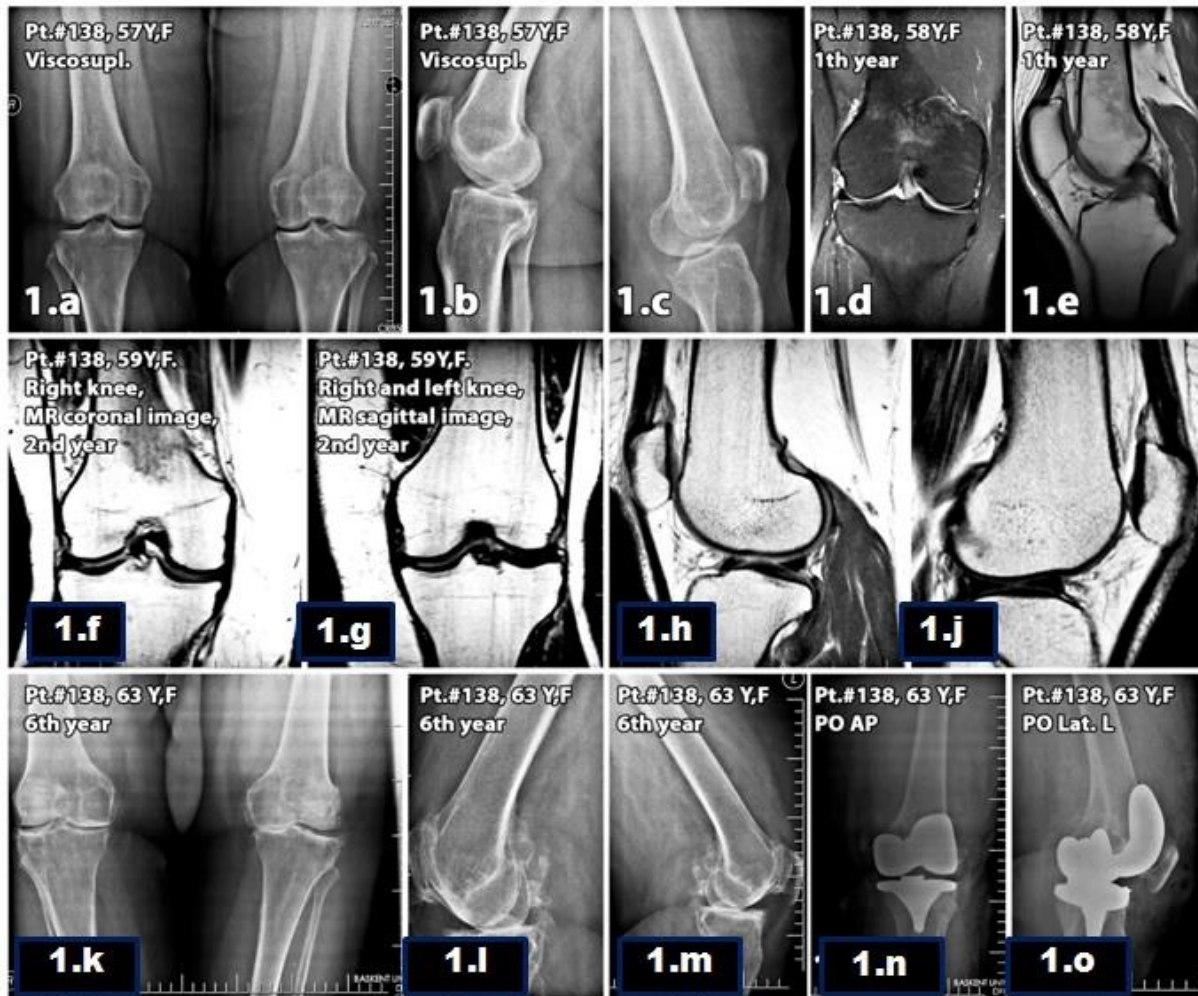 Pt.#138, 57Y,F
Viscosupl.
1.a
Pt.#138, 57Y,F
Viscosupl.
1.b
1.c
Pt.#138, 58Y,F
1th year
1.d
Pt.#138, 58Y,F
1th year
1.e
Pt.#138, 59Y,F.
Right knee,
MR coronal image,
2nd year
1.f
Pt.#138, 59Y,F.
Right and left knee,
MR sagittal image,
2nd year
1.g
1.h
1.j
Pt.#138, 63 Y,F
6th year
1.k
BASKENT UN
Pt.#138, 63 Y,F
6th year
1.l
Pt.#138, 63 Y,F
6th year
1.m
BASKENT UNI
Pt.#138, 63 Y,F
PO AP
1.n
Pt.#138, 63 Y,F
PO Lat. L
1.o